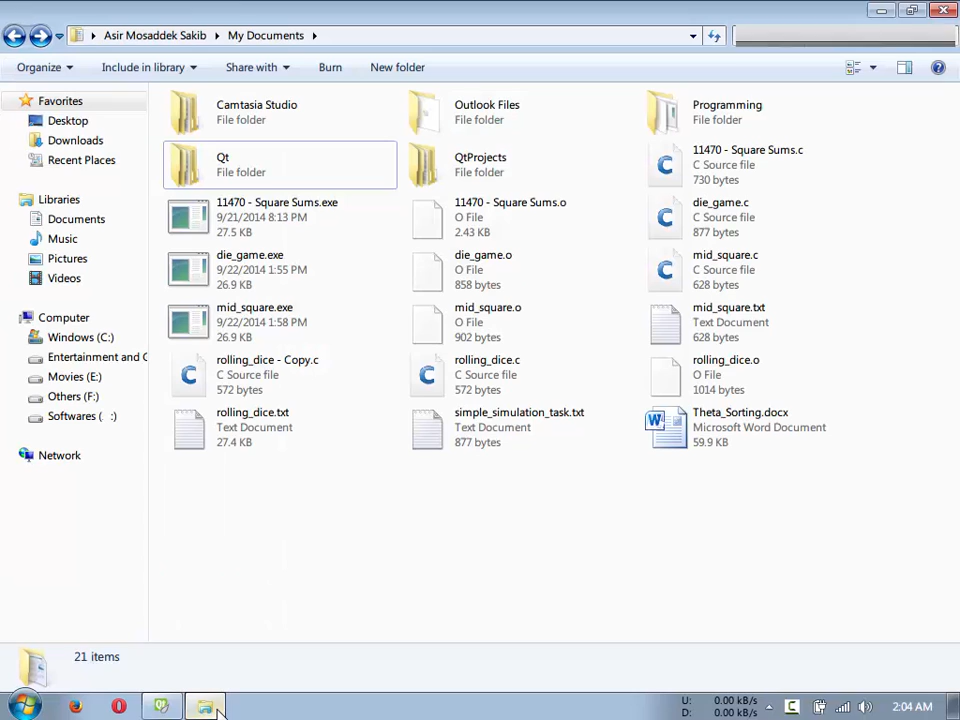 Asir Mosaddek Sakib
My Documents
Organize
Include in library
Share with
Burn
New folder
Favorites
Desktop
Downloads
Recent Places
Libraries
Documents
Music
Pictures
Videos
Computer
Windows (C:)
Entertainment and C
Movies (E:)
Others (F:)
Softwares ( :)
Network
Camtasia Studio
File folder
Outlook Files
File folder
Programming
File folder
Qt
File folder
QtProjects
File folder
11470 - Square Sums.c
C Source file
730 bytes
11470 - Square Sums.exe
9/21/2014 8:13 PM
27.5 KB
11470 - Square Sums.o
O File
2.43 KB
die_game.c
C Source file
877 bytes
die_game.exe
9/22/2014 1:55 PM
26.9 KB
die_game.o
O File
858 bytes
mid_square.c
C Source file
628 bytes
mid_square.exe
9/22/2014 1:58 PM
26.9 KB
mid_square.o
O File
902 bytes
mid_square.txt
Text Document
628 bytes
rolling_dice - Copy.c
C Source file
572 bytes
rolling_dice.c
C Source file
572 bytes
rolling_dice.o
O File
1014 bytes
rolling_dice.txt
Text Document
27.4 KB
simple_simulation_task.txt
Text Document
877 bytes
Theta_Sorting.docx
Microsoft Word Document
59.9 KB
21 items
U: 0.00 kB/s
D: 0.00 kB/s
2:04 AM